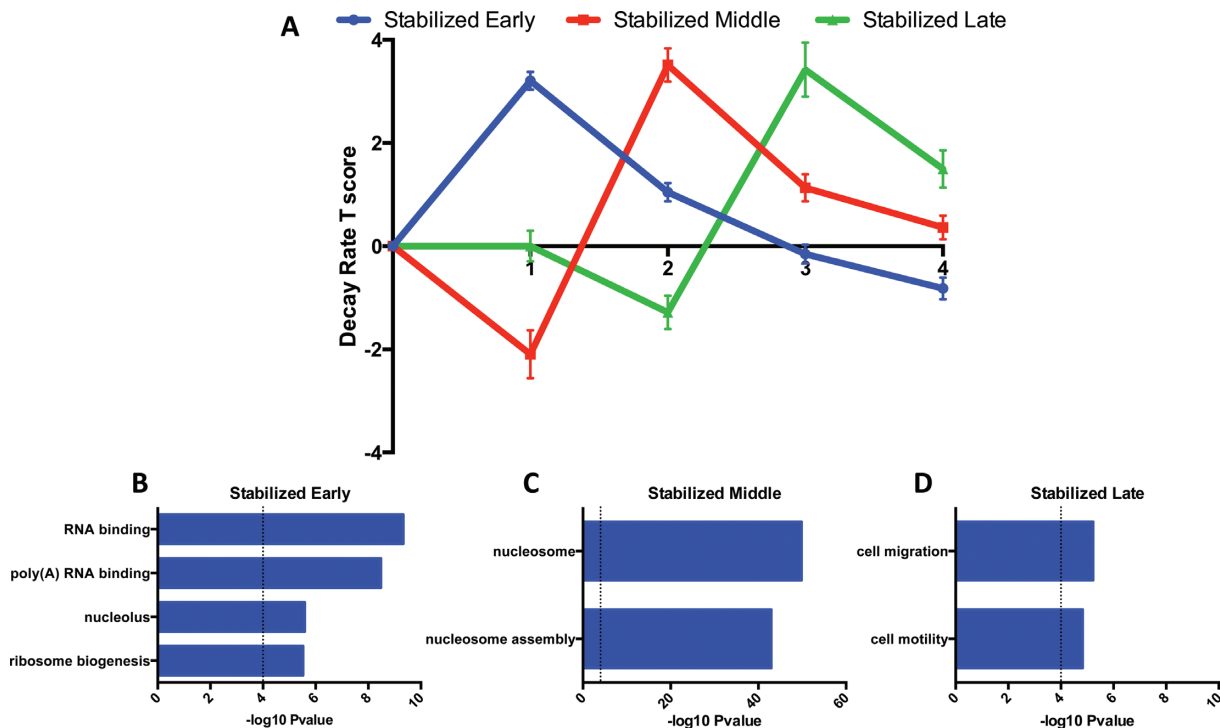 Stabilized Early Stabilized Middle Stabilized Late
A
4
2
0
-2
-4
Decay Rate T score
1 2 3 4
B
Stabilized Early
RNA binding
poly(A) RNA binding
nucleolus
ribosome biogenesis
0 2 4 6 8 10
-log10 Pvalue
C
Stabilized Middle
nucleosome
nucleosome assembly
0 20 40 60
-log10 Pvalue
D
Stabilized Late
cell migration
cell motility
0 2 4 6 8 10
-log10 Pvalue